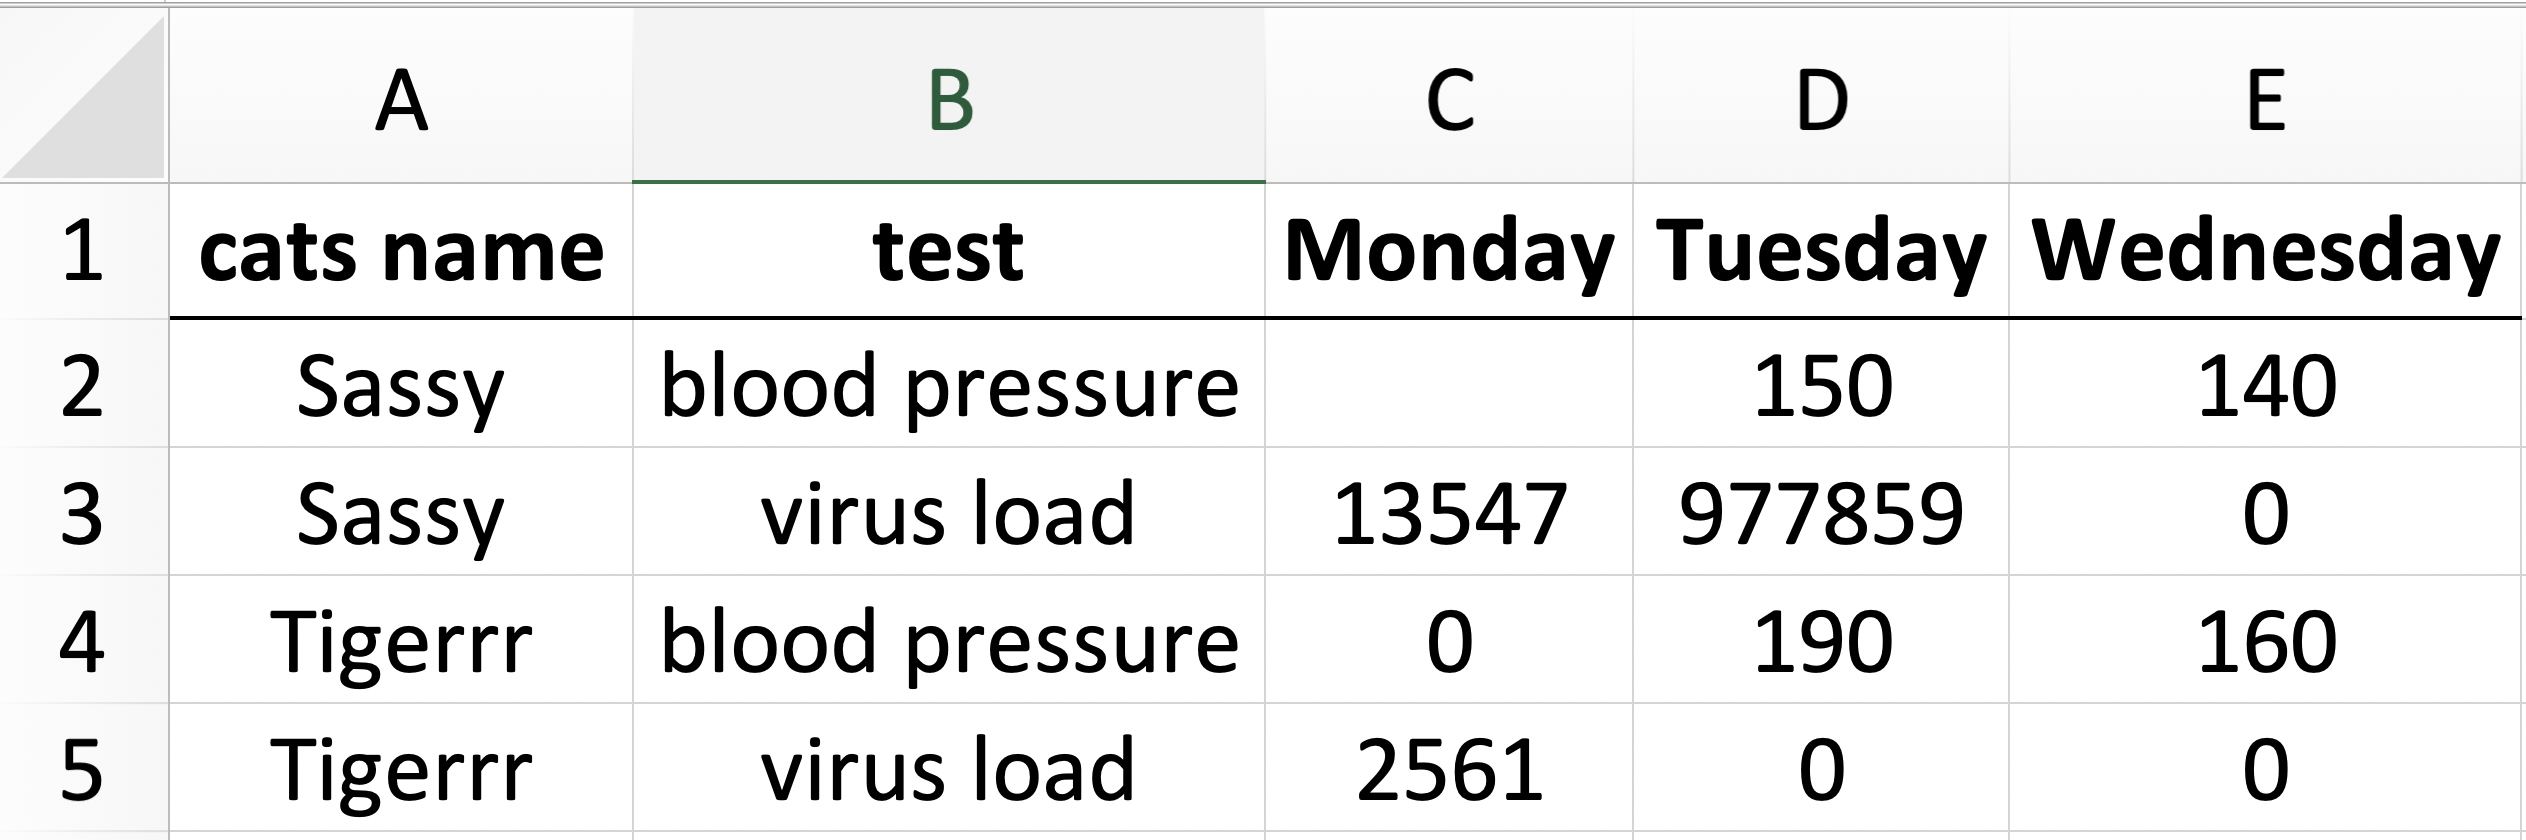 A B C D E
1 cats name test Monday Tuesday Wednesday
2 Sassy blood pressure 150 140
3 Sassy virus load 13547 977859 0
4 Tigerrr blood pressure 0 190 160
5 Tigerrr virus load 2561 0 0